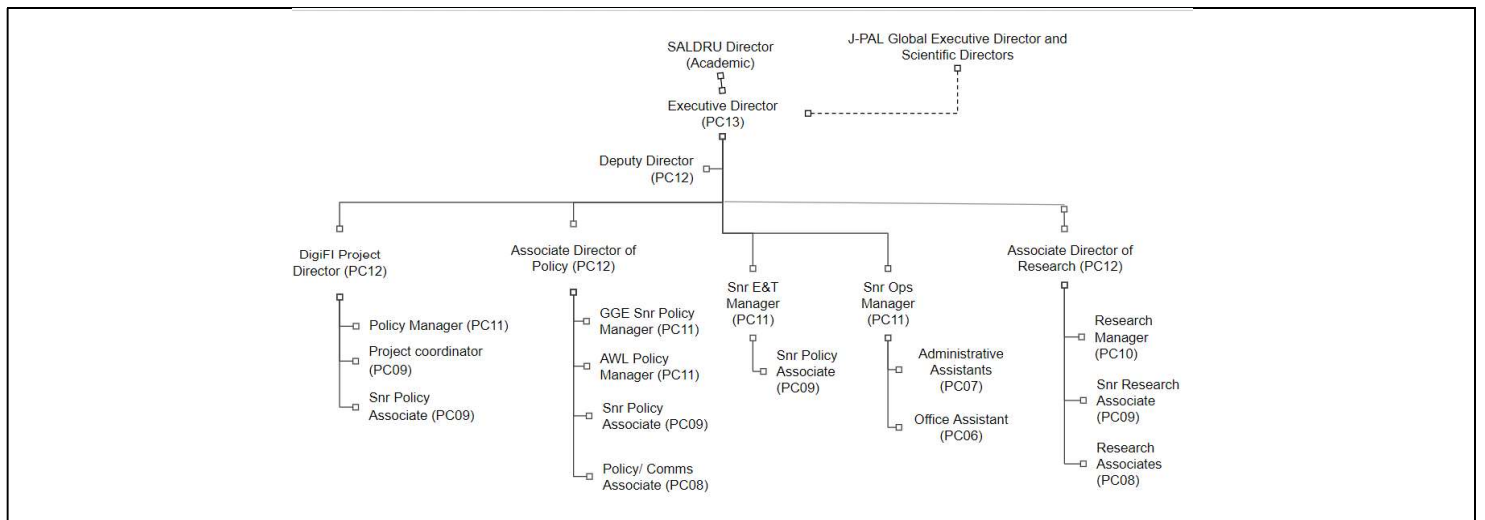 SALDRU Director
(Academic)
J-PAL Global Executive Director and
Scientific Directors
Executive Director
(PC13)
Deputy Director
(PC12)
DigiFI Project
Director (PC12)
Policy Manager (PC11)
Project coordinator
(PC09)
Snr Policy
Associate (PC09)
Associate Director of
Policy (PC12)
GGE Snr Policy
Manager (PC11)
AWL Policy
Manager (PC11)
Snr Policy
Associate (PC09)
Policy/ Comms
Associate (PC08)
Snr E&T
Manager
(PC11)
Snr Policy
Associate
(PC09)
Snr Ops
Manager
(PC11)
Administrative
Assistants
(PC07)
Office Assistant
(PC06)
Associate Director of
Research (PC12)
Research
Manager
(PC10)
Snr Research
Associate
(PC09)
Research
Associates
(PC08)